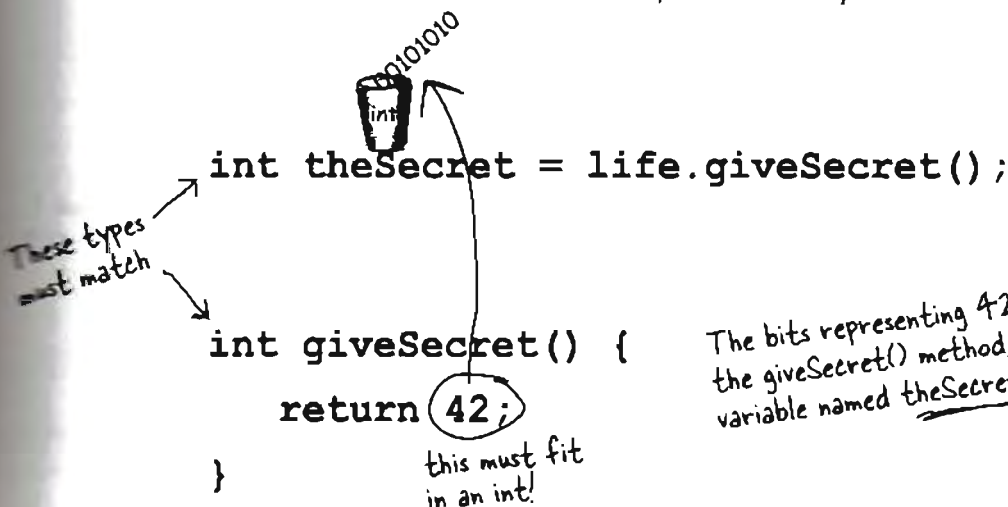 00101010
int
int theSecret = life.giveSecret();
These types
must match
int giveSecret() {
return 42;
}
this must fit
in an int!
The bits representing 42
the giveSecret() method,
variable named theSecre